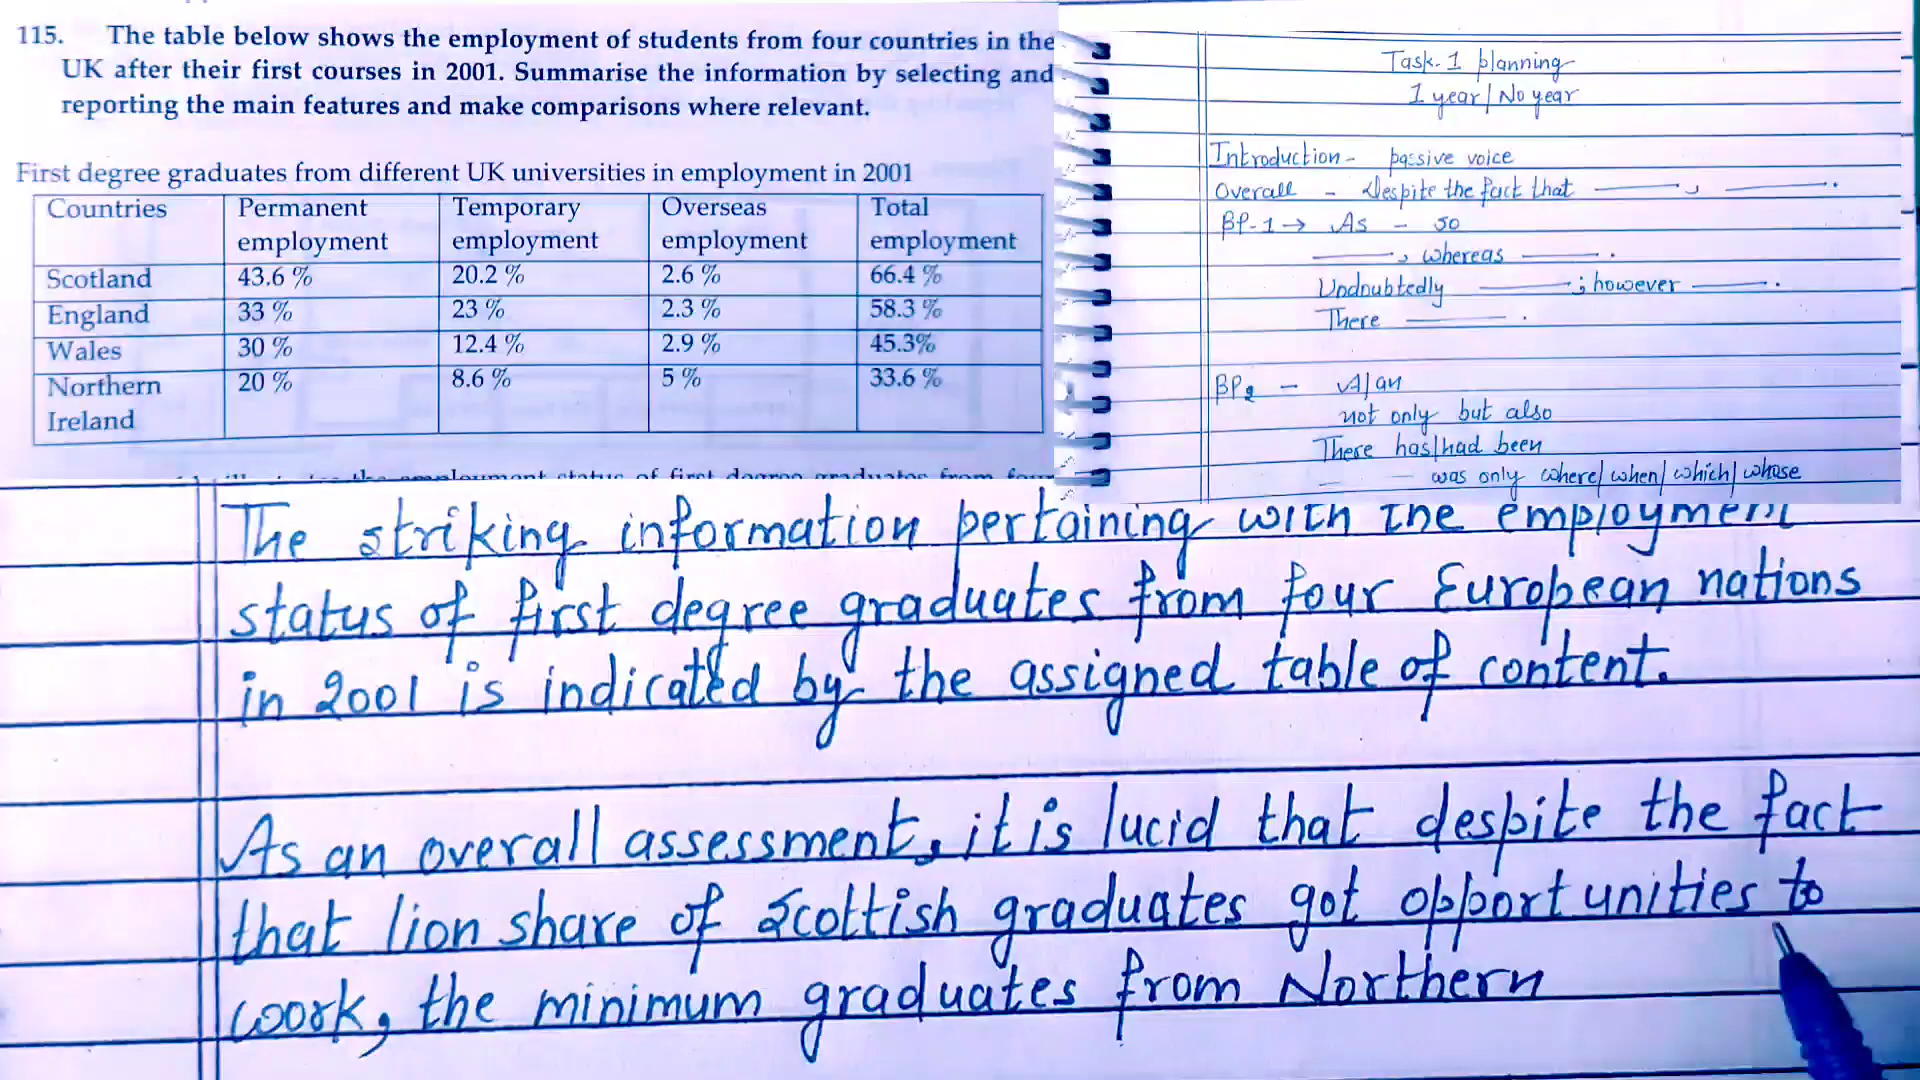 115. The table below shows the employment of students from four countries in the
UK after their first courses in 2001. Summarise the information by selecting and
reporting the main features and make comparisons where relevant.
First degree graduates from different UK universities in employment in 2001
Countries Permanent employment Temporary employment Overseas employment Total employment
Scotland 43.6 % 20.2 % 2.6 % 66.4 %
England 33 % 23 % 2.3 % 58.3 %
Wales 30 % 12.4 % 2.9 % 45.3%
Northern Ireland 20 % 8.6 % 5 % 33.6 %
the employment status of first degree graduates from four
Task-1 planning
1 year/No year
Introduction - passive voice
Overall - despite the fact that ——, ——.
BP-1 → As - so
——, whereas ——.
Undoubtedly ——; however ——.
There ——.
BP2 - A/an
not only but also
There has/had been
was only where/when/which/whose
The striking information pertaining with the employment
status of first degree graduates from four European nations
in 2001 is indicated by the assigned table of content.
As an overall assessment, it is lucid that despite the fact
that lion share of Scottish graduates got opportunities to
work, the minimum graduates from Northern